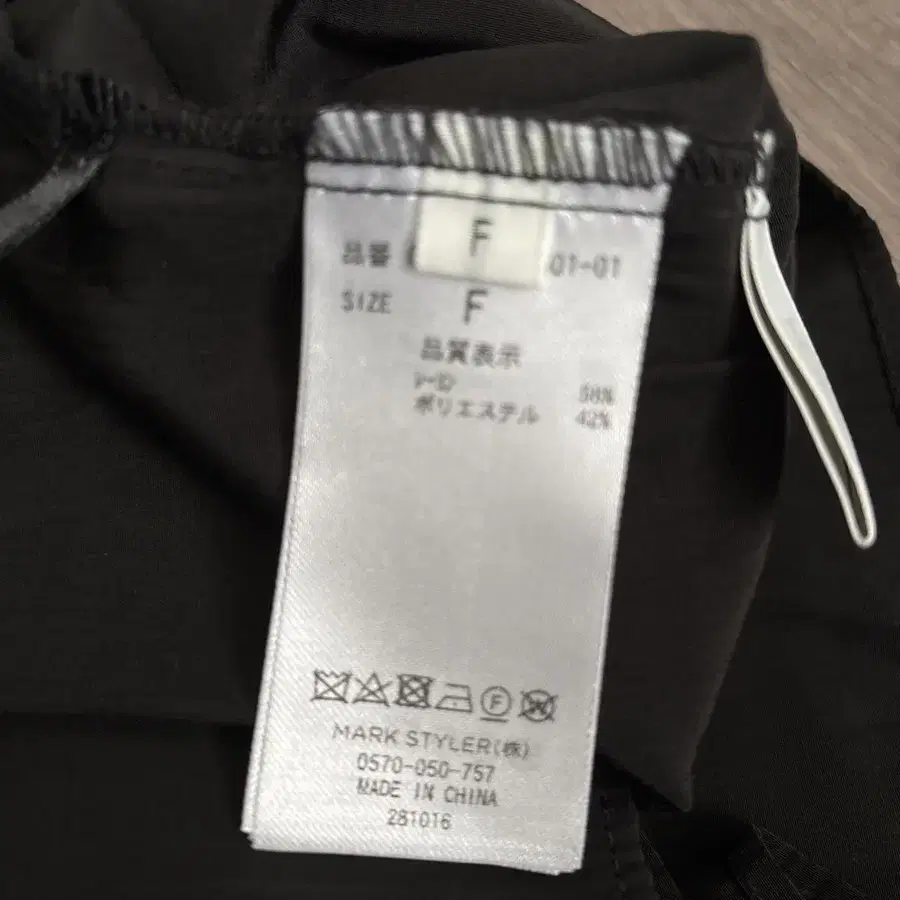 F
品番 01-01
SIZE F
品質表示
ﾚｰﾖﾝ 58%
ポリエステル 42%
F
MARK STYLER(株)
0570-050-757
MADE IN CHINA
281016